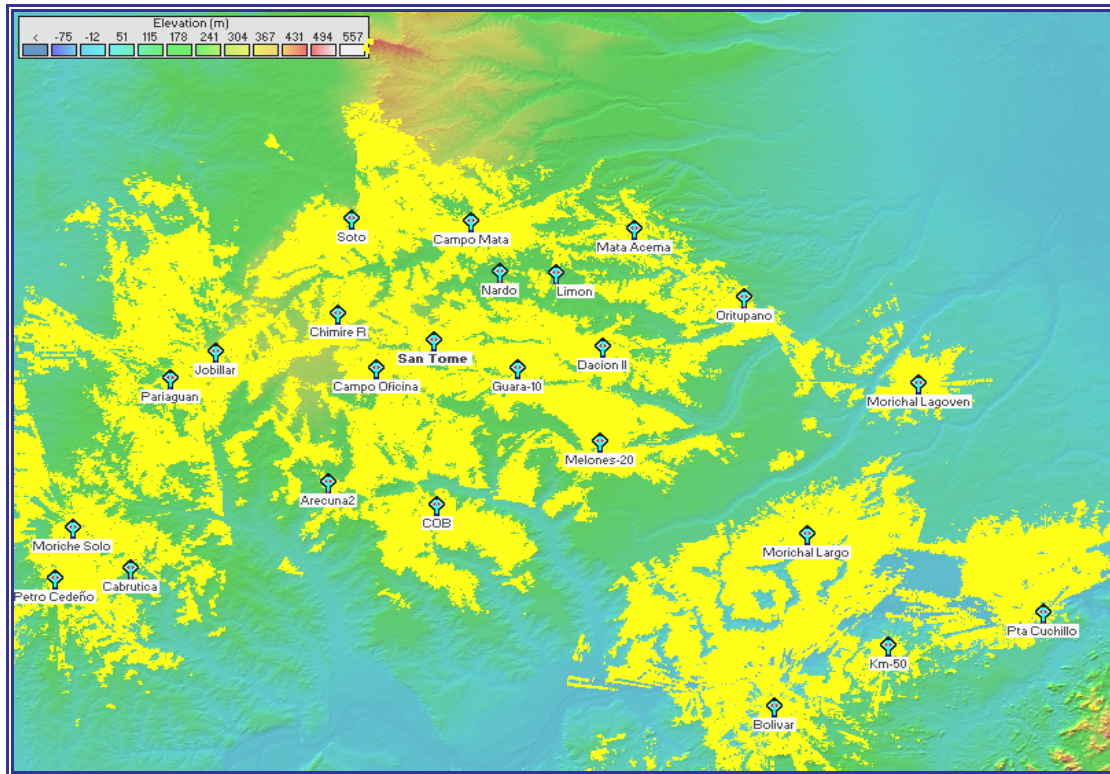 Elevation (m)
< -75 -12 51 115 178 241 304 367 431 494 557
Soto
Campo Mata
Mata Acema
Nardo
Limon
Oritupano
Chimire R
San Tome
Dacion II
Jobillar
Campo Oficina
Guara-10
Pariaguan
Morichal Lagoven
Melones-20
Arecuna2
COB
Moriche Solo
Morichal Largo
Cabrutica
Petro Cedeño
Pta Cuchillo
Km-50
Bolivar